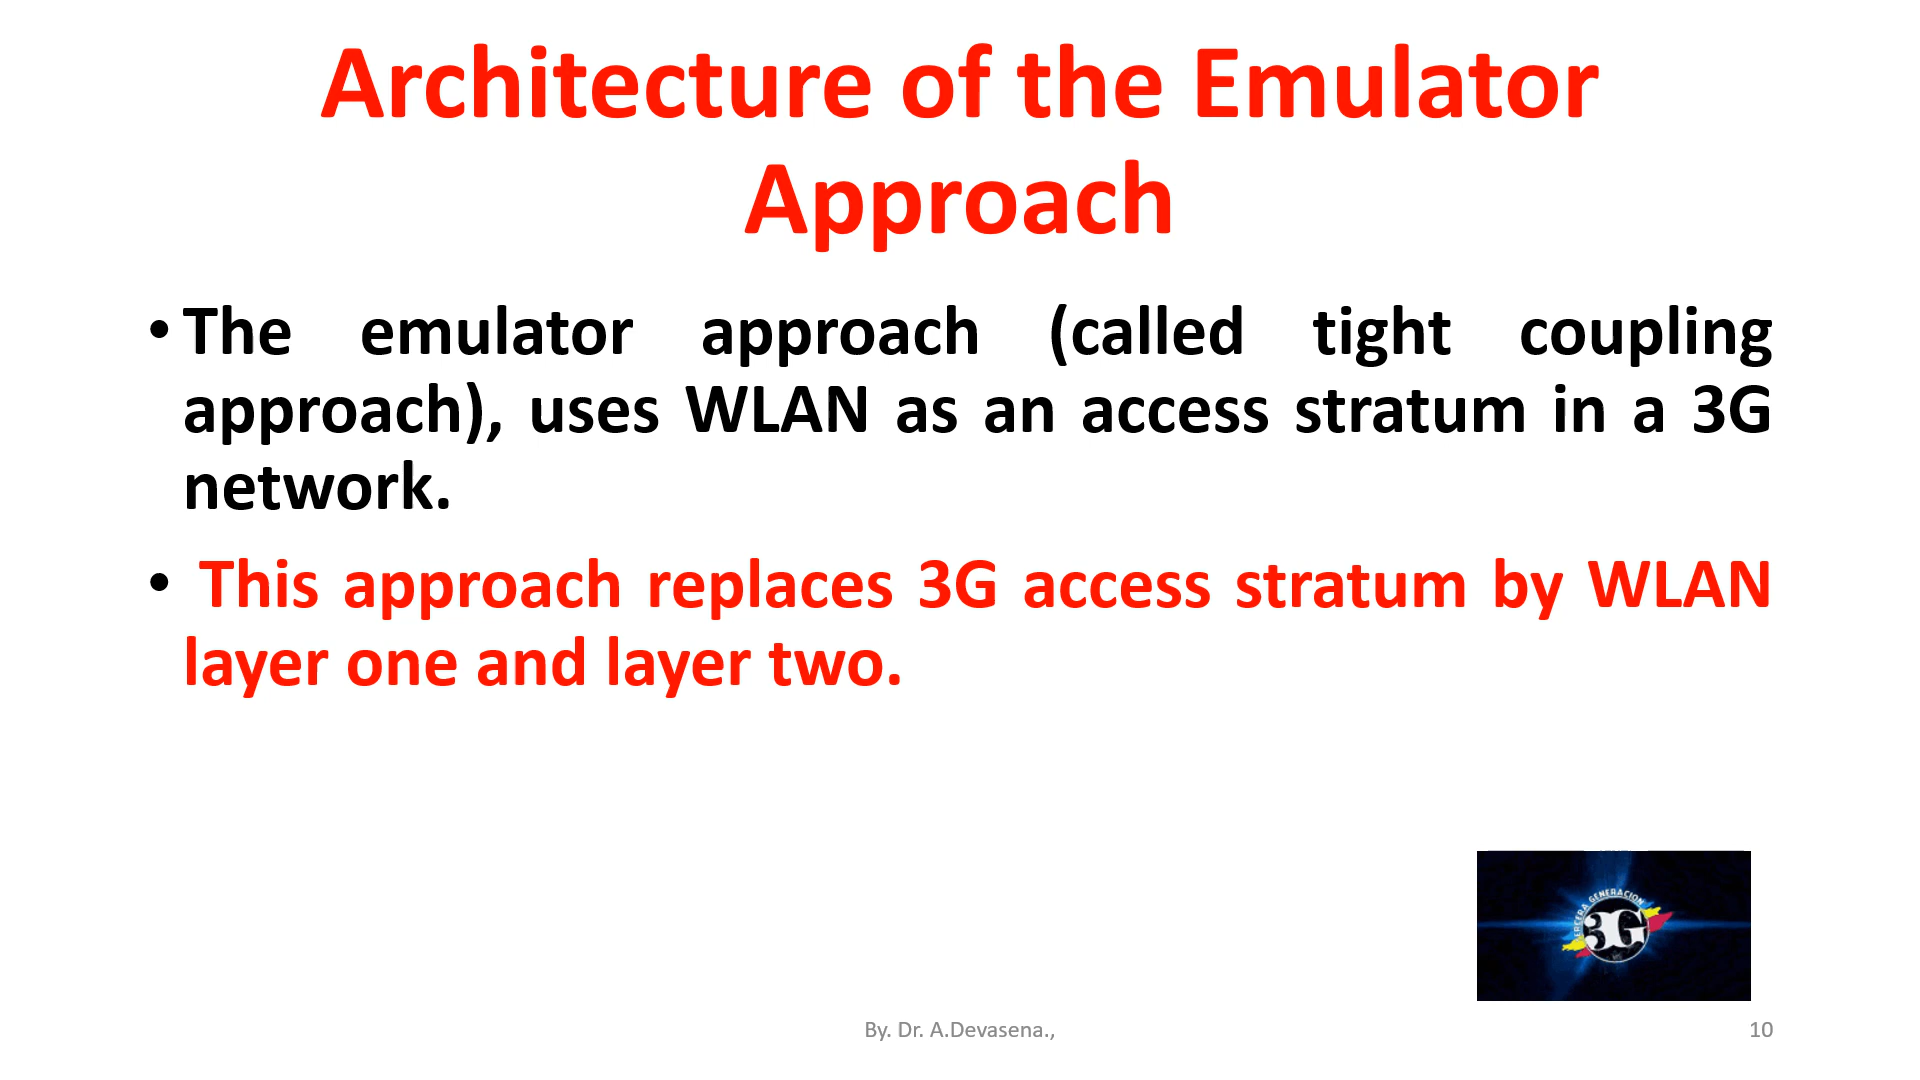 Architecture of the Emulator
Approach
• The emulator approach (called tight coupling
approach), uses WLAN as an access stratum in a 3G
network.
• This approach replaces 3G access stratum by WLAN
layer one and layer two.
GENERACION
3G
By. Dr. A.Devasena.,
10